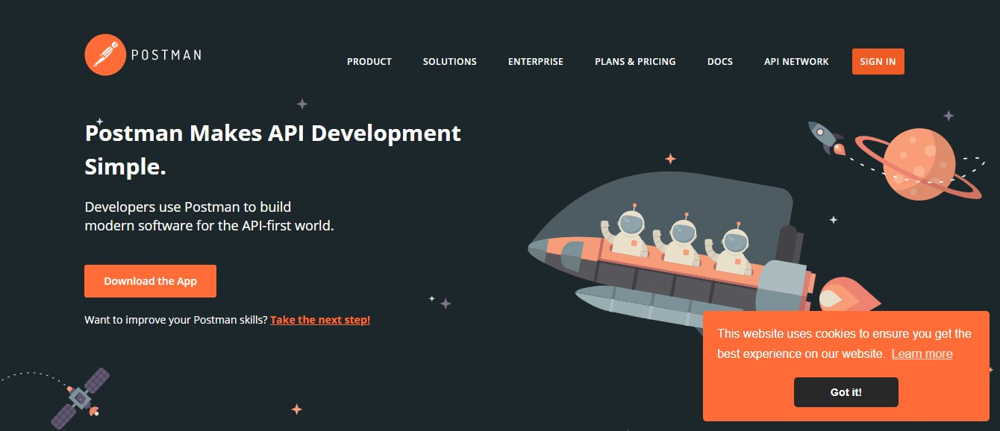 POSTMAN
PRODUCT SOLUTIONS ENTERPRISE PLANS & PRICING DOCS API NETWORK SIGN IN
Postman Makes API Development
Simple.
Developers use Postman to build
modern software for the API-first world.
Download the App
Want to improve your Postman skills? Take the next step!
This website uses cookies to ensure you get the
best experience on our website. Learn more
Got it!